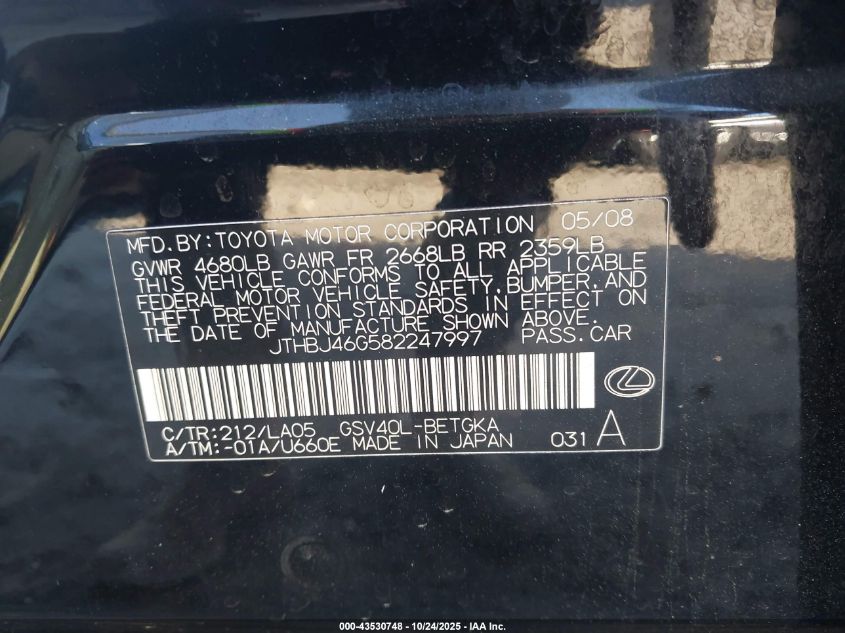 MFD.BY:TOYOTA MOTOR CORPORATION 05/08
GVWR 4680LB GAWR FR 2668LB RR 2359LB
THIS VEHICLE CONFORMS TO ALL APPLICABLE
FEDERAL MOTOR VEHICLE SAFETY,BUMPER,AND
THEFT PREVENTION STANDARDS IN EFFECT ON
THE DATE OF MANUFACTURE SHOWN ABOVE.
JTHBJ46G582247997 PASS.CAR
C/TR:212/LA05 GSV40L-BETGKA
A/TM:-01A/U660E MADE IN JAPAN 031 A
000-43530748 - 10/24/2025 - IAA Inc.